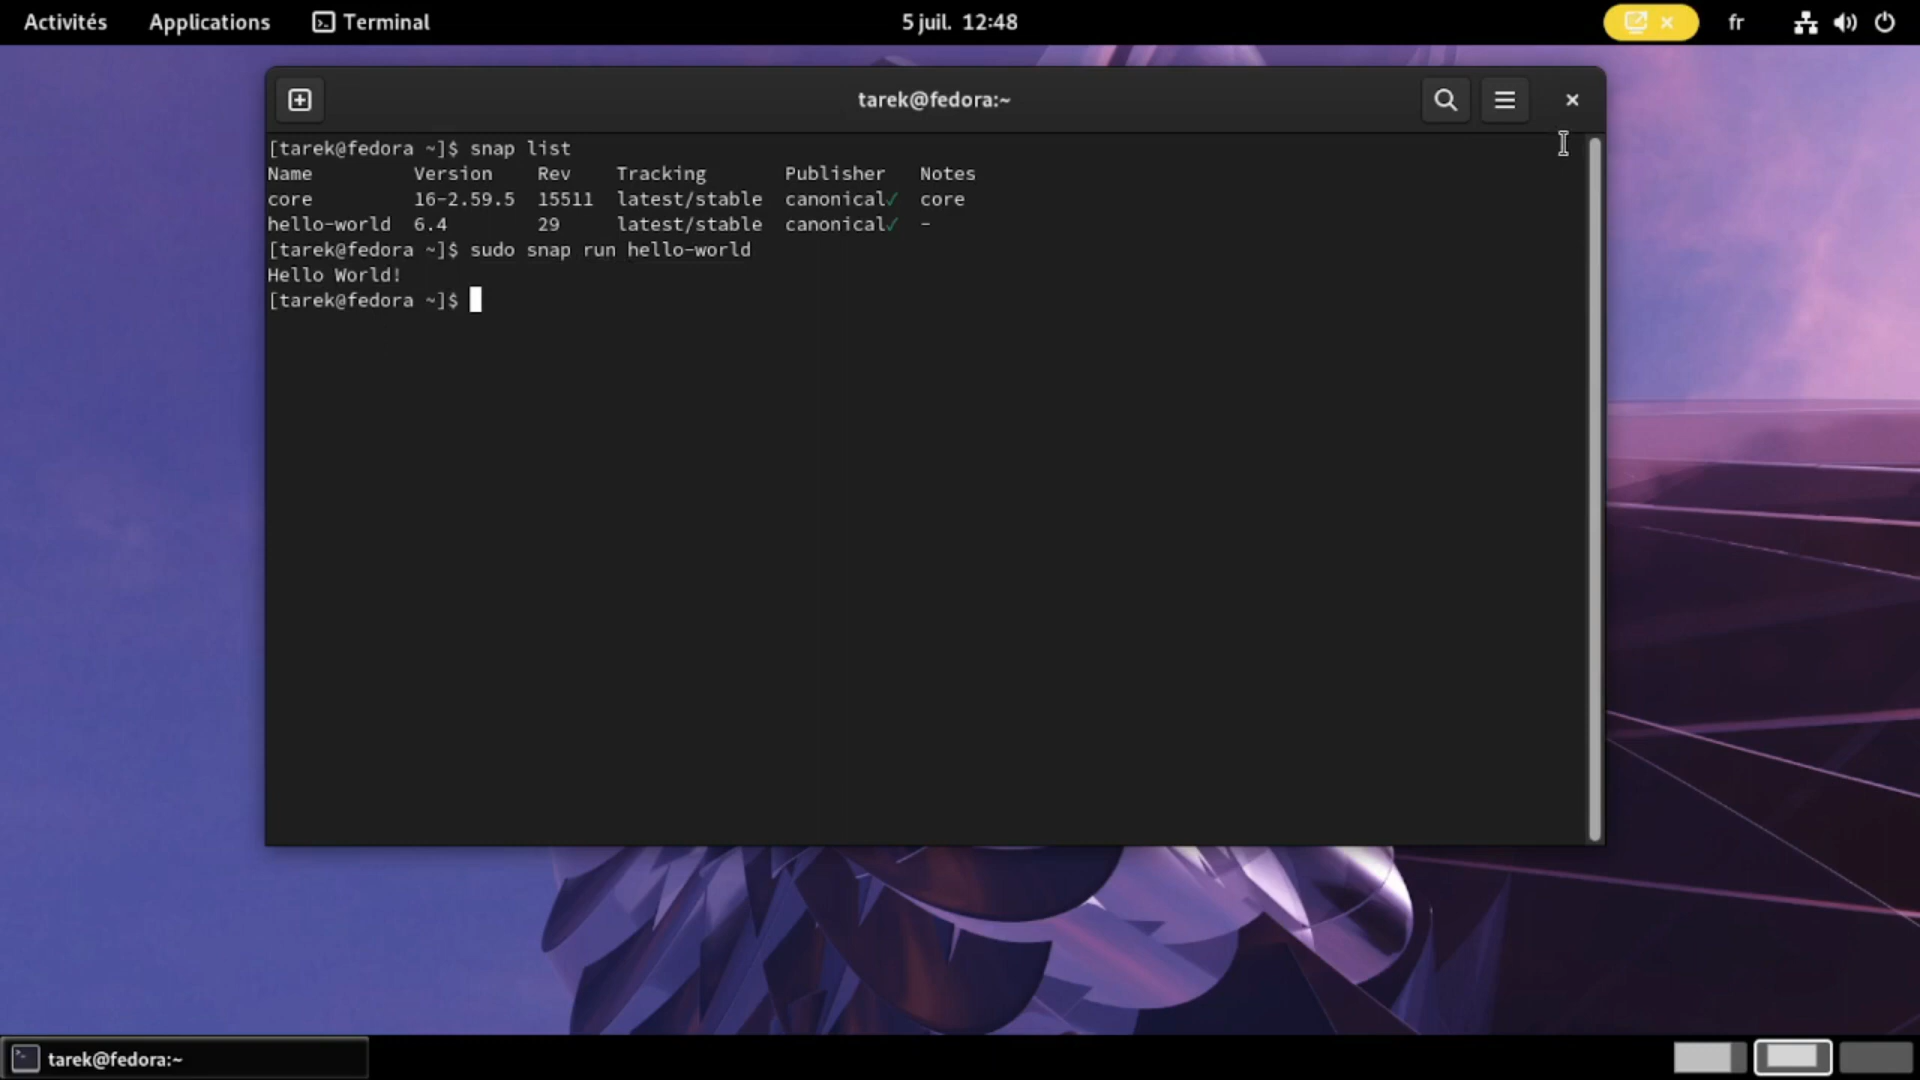 Activités Applications Terminal 5 juil. 12:48 fr
tarek@fedora:~
[tarek@fedora ~]$ snap list
Name Version Rev Tracking Publisher Notes
core 16-2.59.5 15511 latest/stable canonical✓ core
hello-world 6.4 29 latest/stable canonical✓ -
[tarek@fedora ~]$ sudo snap run hello-world
Hello World!
[tarek@fedora ~]$
tarek@fedora:~